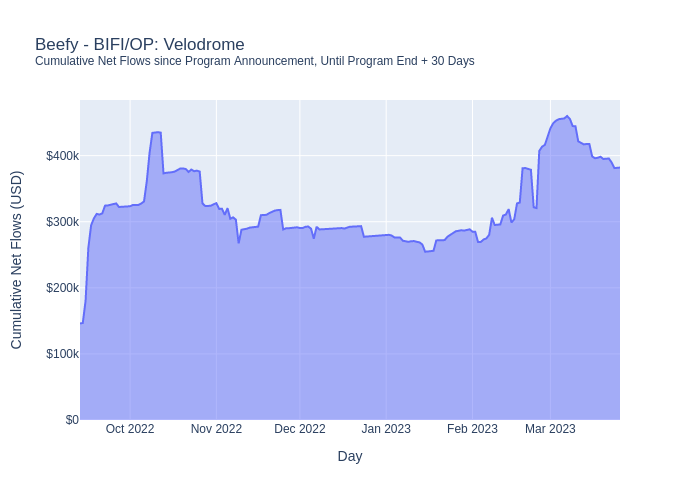 Beefy - BIFI/OP: Velodrome
Cumulative Net Flows since Program Announcement, Until Program End + 30 Days
Cumulative Net Flows (USD)
$400k
$300k
$200k
$100k
$0
Oct 2022
Nov 2022
Dec 2022
Jan 2023
Feb 2023
Mar 2023
Day